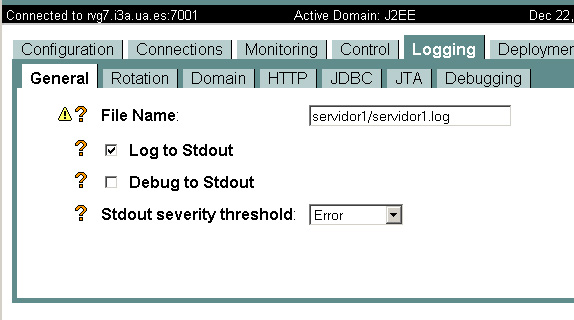 Connected to rvg7.i3a.ua.es:7001 Active Domain: J2EE Dec 22,
Configuration Connections Monitoring Control Logging Deploymen
General Rotation Domain HTTP JDBC JTA Debugging
File Name: servidor1/servidor1.log
Log to Stdout
Debug to Stdout
Stdout severity threshold: Error